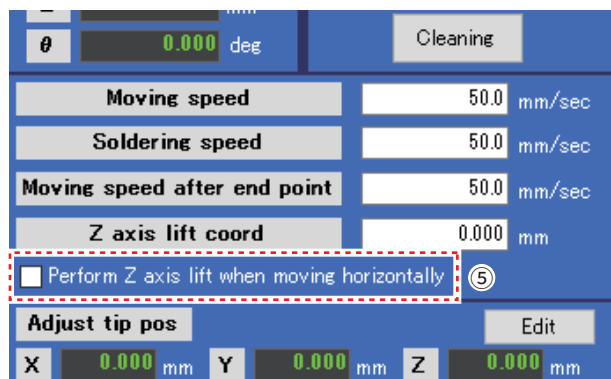 θ 0.000 deg Cleaning
Moving speed 50.0 mm/sec
Soldering speed 50.0 mm/sec
Moving speed after end point 50.0 mm/sec
Z axis lift coord 0.000 mm
Perform Z axis lift when moving horizontally ⑤
Adjust tip pos Edit
X 0.000 mm Y 0.000 mm Z 0.000 mm